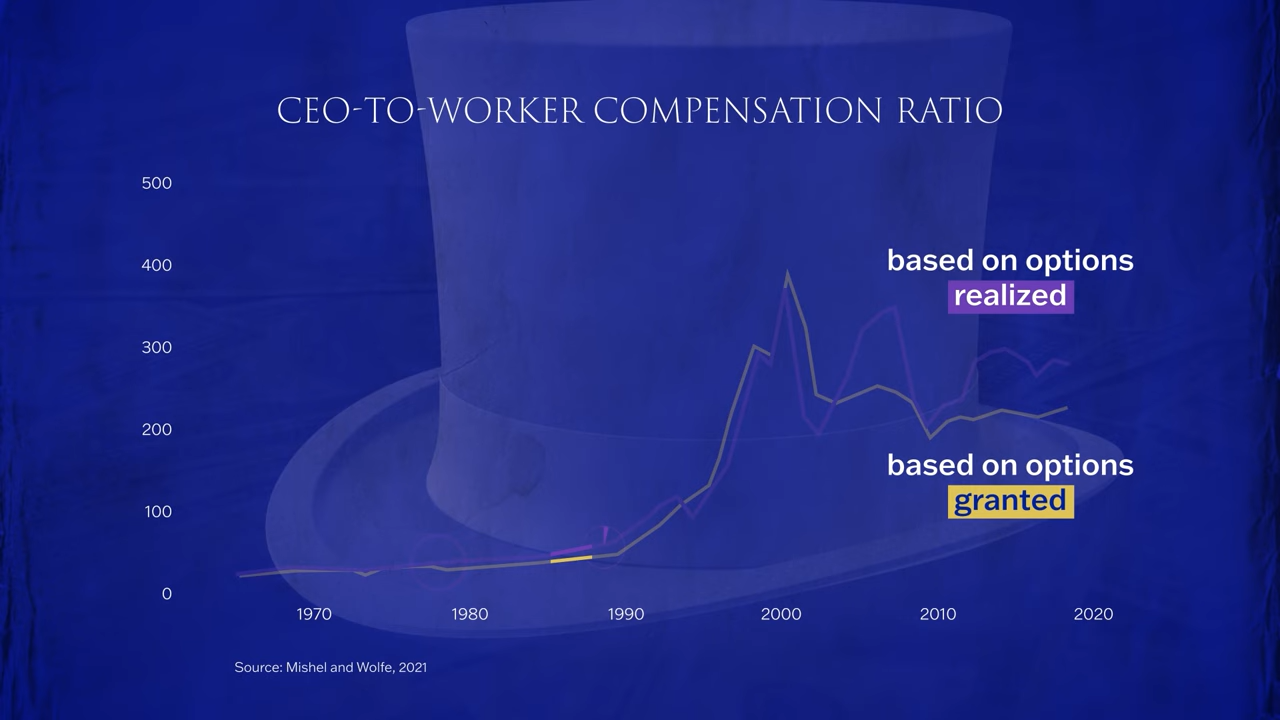 CEO-TO-WORKER COMPENSATION RATIO
500
400
300
200
100
0
based on options
realized
based on options
granted
1970 1980 1990 2000 2010 2020
Source: Mishel and Wolfe, 2021